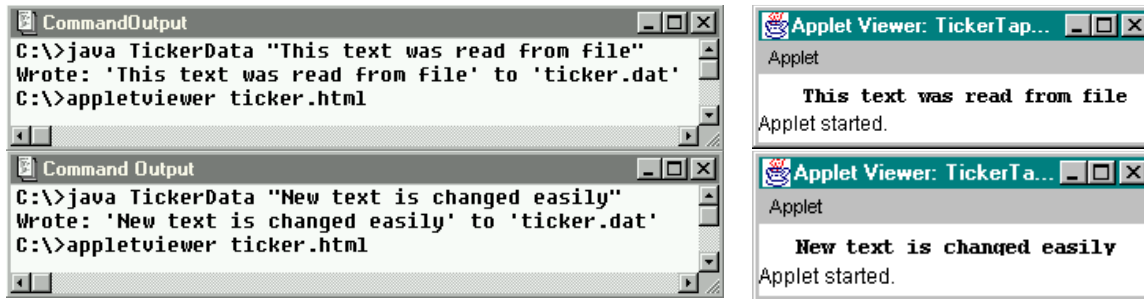 CommandOutput
C:\>java TickerData "This text was read from file"
Wrote: 'This text was read from file' to 'ticker.dat'
C:\>appletviewer ticker.html
Applet Viewer: TickerTap...
Applet
This text was read from file
Applet started.
Command Output
C:\>java TickerData "New text is changed easily"
Wrote: 'New text is changed easily' to 'ticker.dat'
C:\>appletviewer ticker.html
Applet Viewer: TickerTa...
Applet
New text is changed easily
Applet started.